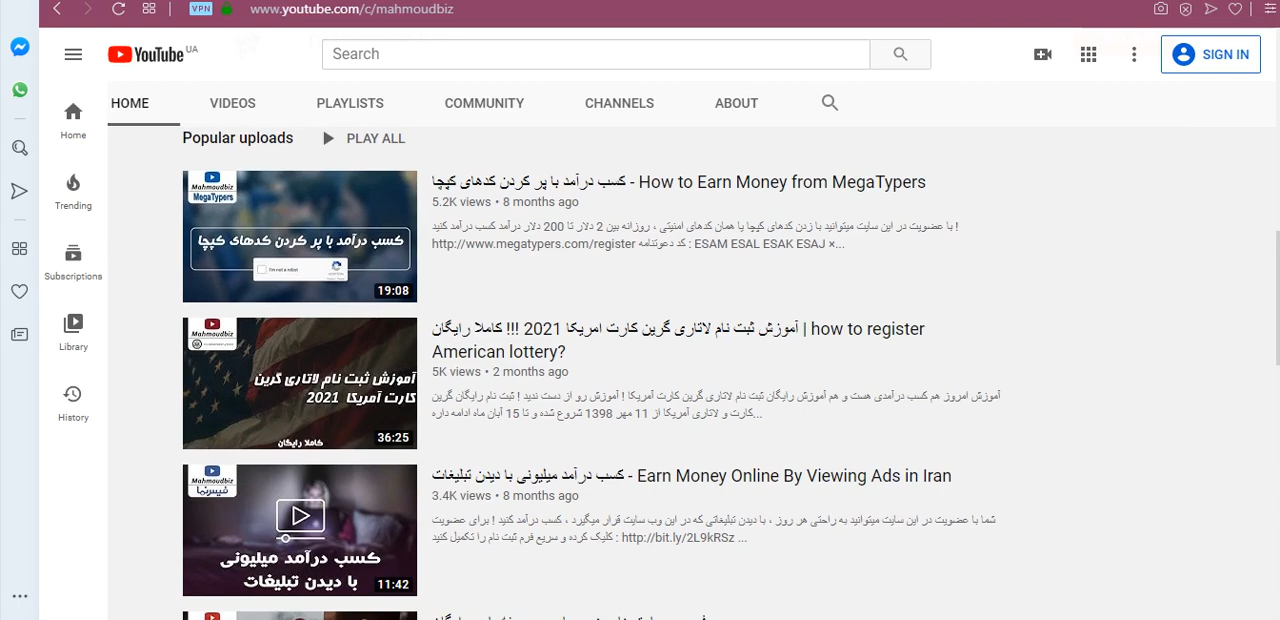 VPN
www.youtube.com/c/mahmoudbiz
YouTube UA
Search
SIGN IN
HOME
VIDEOS
PLAYLISTS
COMMUNITY
CHANNELS
ABOUT
Home
Trending
Subscriptions
Library
History
Popular uploads
PLAY ALL
Mahmoudbiz
MegaTypers
کسب درآمد با پر کردن کدهای کپچا
I'm not a robot
19:08
کسب درآمد با پر کردن کدهای کپچا - How to Earn Money from MegaTypers
5.2K views • 8 months ago
با عضویت در این سایت میتوانید با زدن کدهای کپچا یا همان کدهای امنیتی ، روزانه بین 2 دلار تا 200 دلار درآمد کسب درآمد کنید !
http://www.megatypers.com/register کد دعوتنامه : ESAM ESAL ESAK ESAJ ×...
Mahmoudbiz
آموزش ثبت نام لاتاری گرین
کارت آمریکا 2021
کاملا رایگان
36:25
آموزش ثبت نام لاتاری گرین کارت امریکا 2021 !!! کاملا رایگان | how to register
American lottery?
5K views • 2 months ago
آموزش امروز هم کسب درآمدی هست و هم آموزش رایگان ثبت نام لاتاری گرین کارت آمریکا ! آموزش رو از دست ندید ! ثبت نام رایگان گرین
کارت و لاتاری آمریکا از 11 مهر 1398 شروع شده و تا 15 آبان ماه ادامه داره...
Mahmoudbiz
کسب درآمد میلیونی
با دیدن تبلیغات
11:42
کسب درآمد میلیونی با دیدن تبلیغات - Earn Money Online By Viewing Ads in Iran
3.4K views • 8 months ago
شما با عضویت در این سایت میتوانید به راحتی هر روز ، با دیدن تبلیغاتی که در این وب سایت قرار میگیرد ، کسب درآمد کنید ! برای عضویت
کلیک کرده و سریع فرم ثبت نام را تکمیل کنید : http://bit.ly/2L9kRSz ...